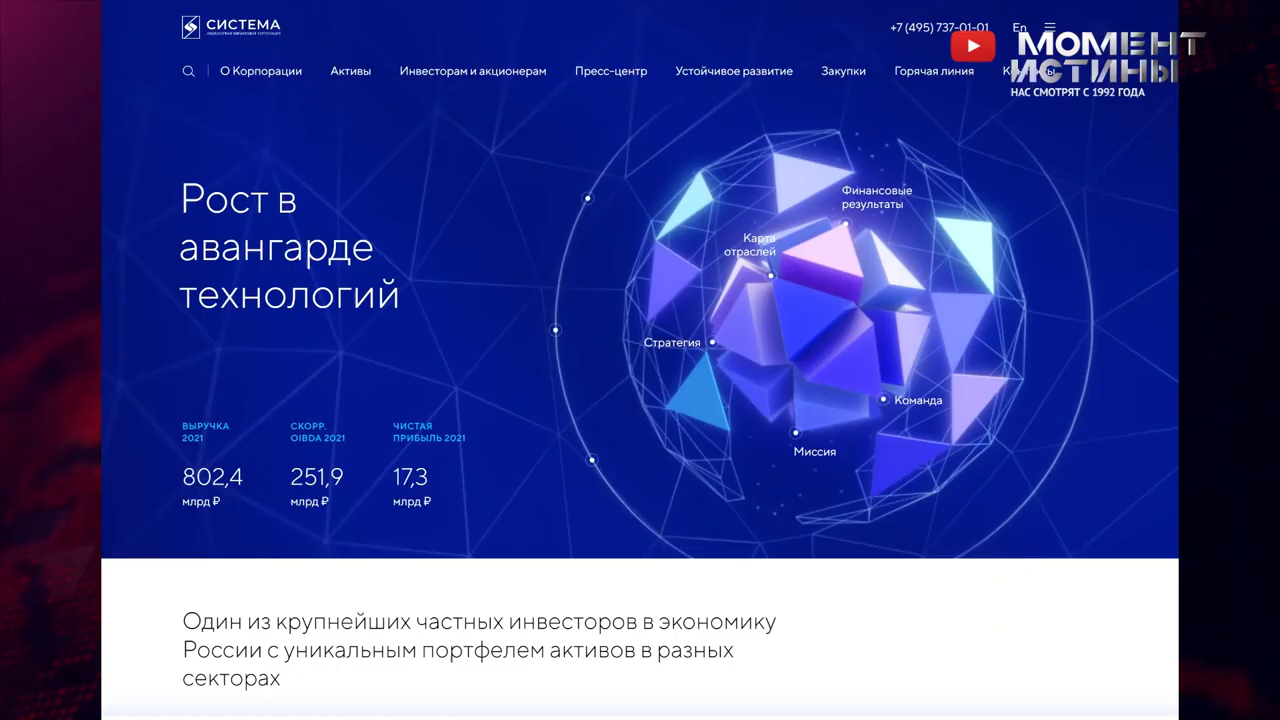 СИСТЕМА
+7 (495) 737-01-01
En
МОМЕНТ
ИСТИНЫ
НАС СМОТРЯТ С 1992 ГОДА
О Корпорации
Активы
Инвесторам и акционерам
Пресс-центр
Устойчивое развитие
Закупки
Горячая линия
Рост в
авангарде
технологий
Финансовые
результаты
Карта
отраслей
Стратегия
Команда
Миссия
ВЫРУЧКА
2021
802,4
млрд ₽
СКОРР.
OIBDA 2021
251,9
млрд ₽
ЧИСТАЯ
ПРИБЫЛЬ 2021
17,3
млрд ₽
Один из крупнейших частных инвесторов в экономику
России с уникальным портфелем активов в разных
секторах